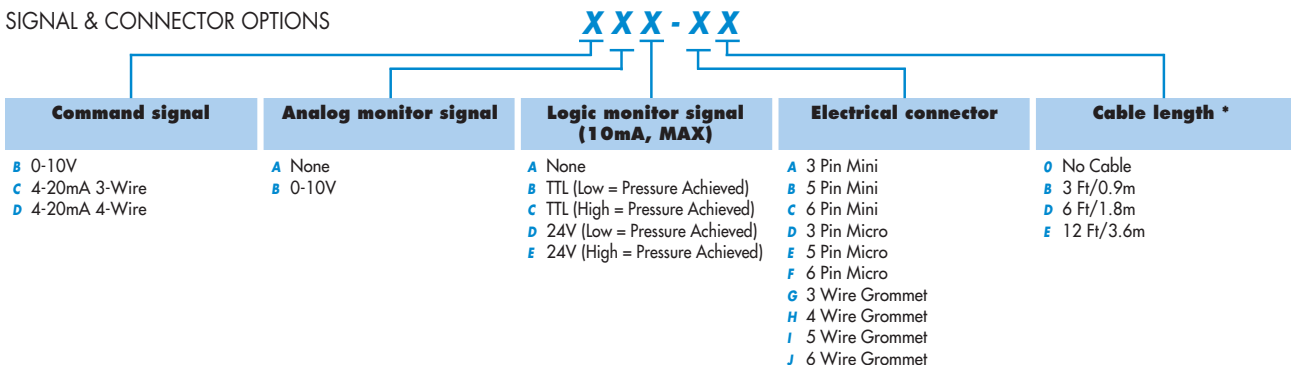 SIGNAL & CONNECTOR OPTIONS
X X X - X X
Command signal
B 0-10V
C 4-20mA 3-Wire
D 4-20mA 4-Wire
Analog monitor signal
A None
B 0-10V
Logic monitor signal
(10mA, MAX)
A None
B TTL (Low = Pressure Achieved)
C TTL (High = Pressure Achieved)
D 24V (Low = Pressure Achieved)
E 24V (High = Pressure Achieved)
Electrical connector
A 3 Pin Mini
B 5 Pin Mini
C 6 Pin Mini
D 3 Pin Micro
E 5 Pin Micro
F 6 Pin Micro
G 3 Wire Grommet
H 4 Wire Grommet
I 5 Wire Grommet
J 6 Wire Grommet
Cable length *
0 No Cable
B 3 Ft/0.9m
D 6 Ft/1.8m
E 12 Ft/3.6m